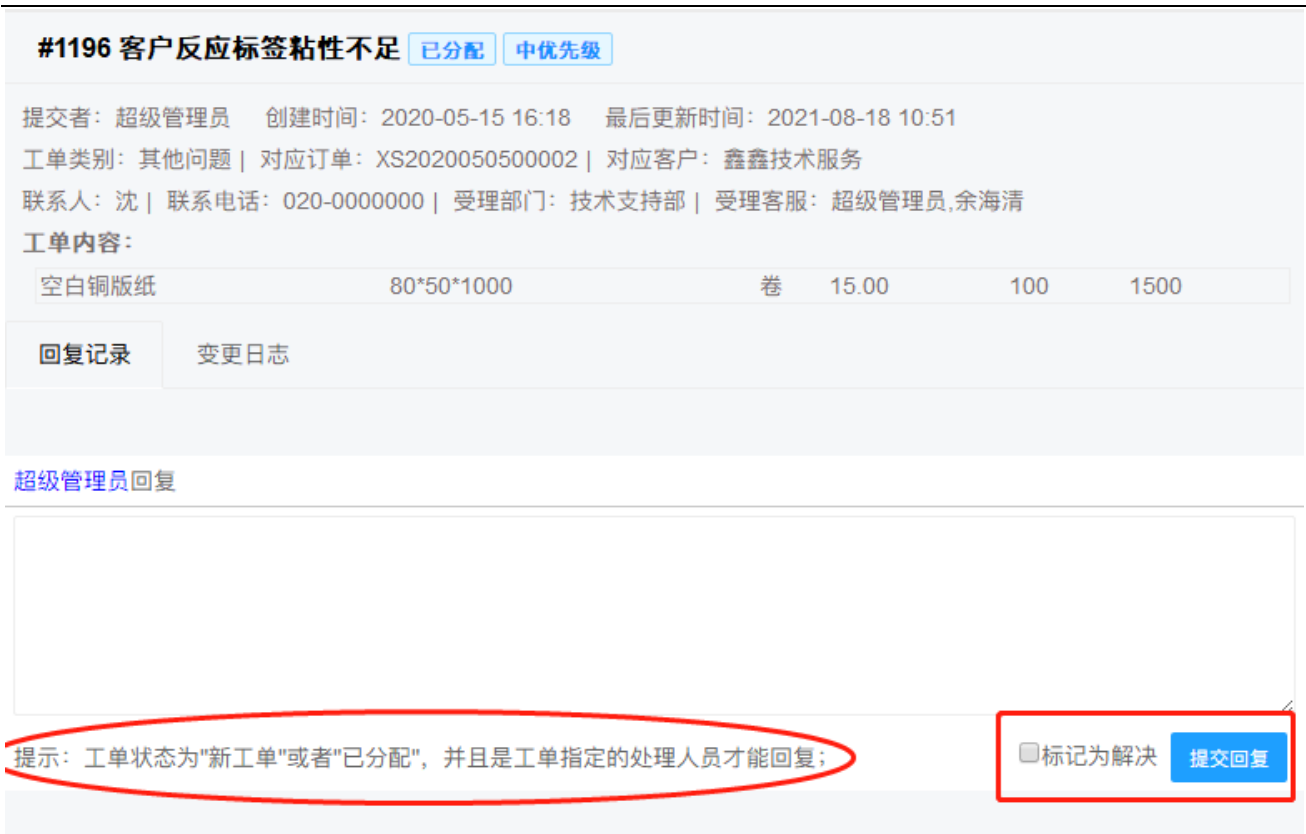 #1196 客户反应标签粘性不足 已分配 中优先级
提交者：超级管理员 创建时间：2020-05-15 16:18 最后更新时间：2021-08-18 10:51
工单类别：其他问题 | 对应订单：XS2020050500002 | 对应客户：鑫鑫技术服务
联系人：沈 | 联系电话：020-0000000 | 受理部门：技术支持部 | 受理客服：超级管理员,余海清
工单内容：
空白铜版纸 80*50*1000 卷 15.00 100 1500
回复记录 变更日志
超级管理员回复
提示：工单状态为"新工单"或者"已分配"，并且是工单指定的处理人员才能回复； 标记为解决 提交回复